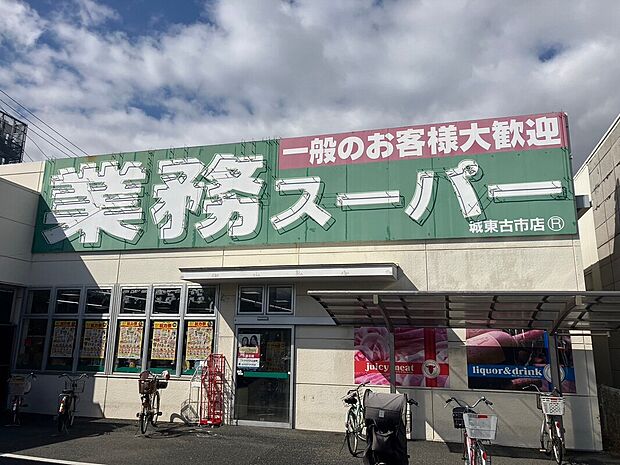 一般のお客様大歓迎
業務スーパー
城東古市店 H
juicy meat
liquor&drink